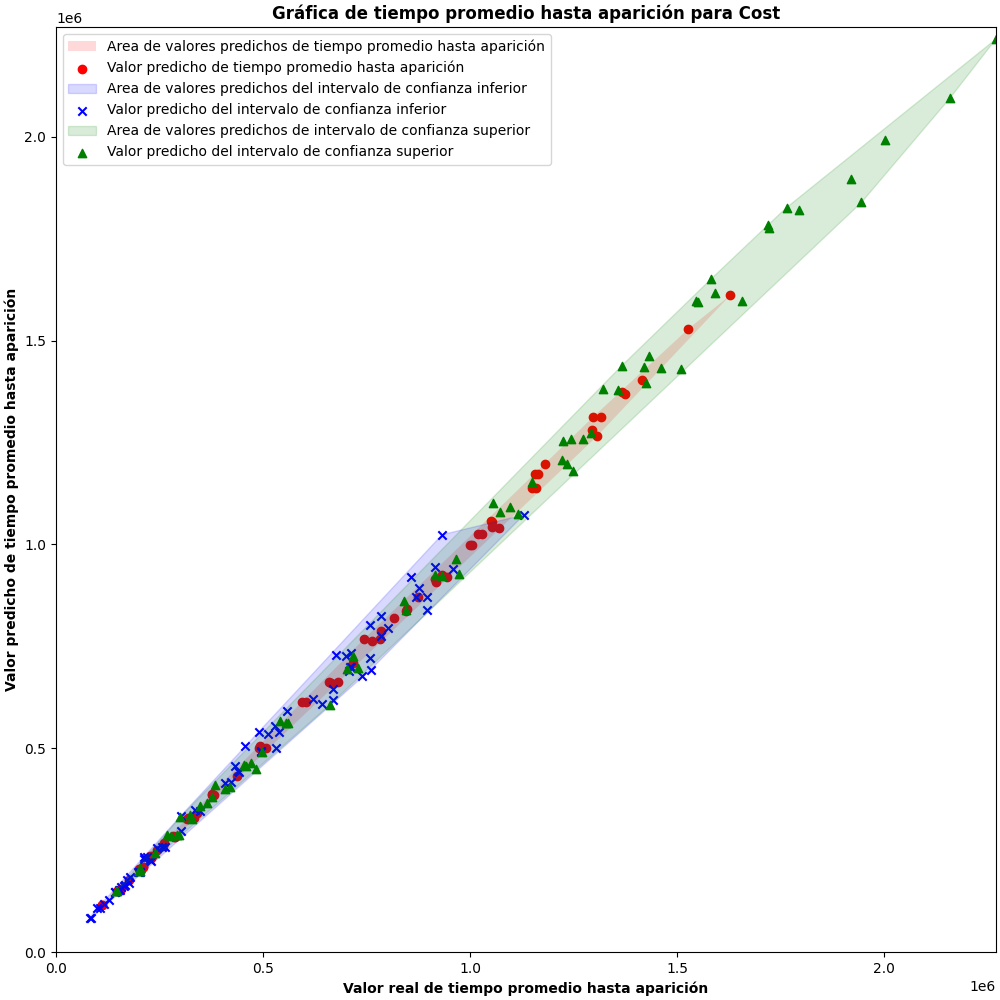 Gráfica de tiempo promedio hasta aparición para Cost
1e6
Area de valores predichos de tiempo promedio hasta aparición
Valor predicho de tiempo promedio hasta aparición
Area de valores predichos del intervalo de confianza inferior
Valor predicho del intervalo de confianza inferior
Area de valores predichos de intervalo de confianza superior
Valor predicho del intervalo de confianza superior
Valor predicho de tiempo promedio hasta aparición
2.0
1.5
1.0
0.5
0.0
0.0 0.5 1.0 1.5 2.0
1e6
Valor real de tiempo promedio hasta aparición